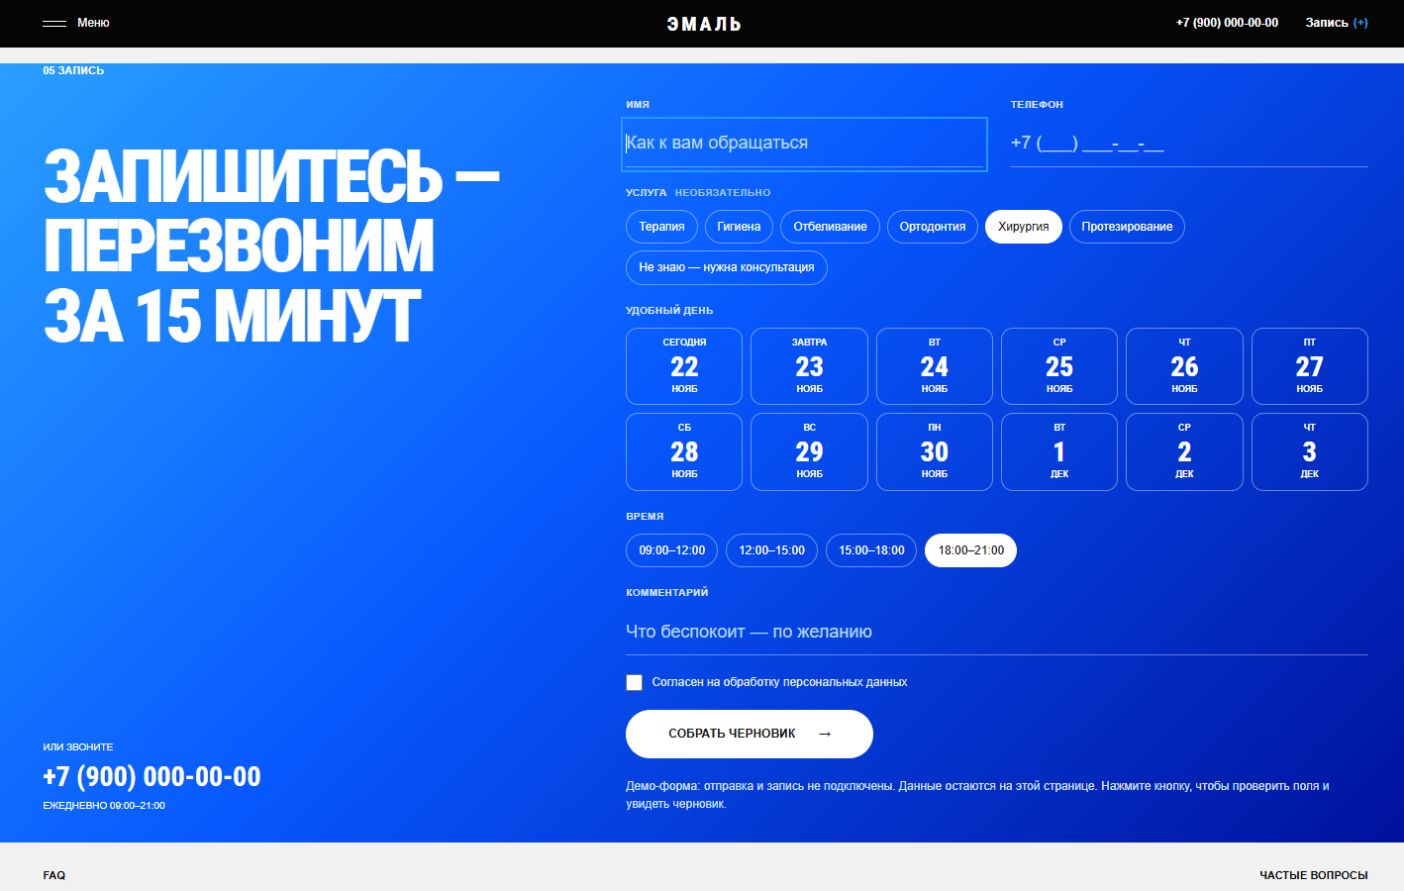 Меню
ЭМАЛЬ
+7 (900) 000-00-00
Запись (+)
05 ЗАПИСЬ
ЗАПИШИТЕСЬ —
ПЕРЕЗВОНИМ
ЗА 15 МИНУТ
ИЛИ ЗВОНИТЕ
+7 (900) 000-00-00
ЕЖЕДНЕВНО 09:00–21:00
ИМЯ
Как к вам обращаться
ТЕЛЕФОН
+7 (___) ___-__-__
УСЛУГА НЕОБЯЗАТЕЛЬНО
Терапия Гигиена Отбеливание Ортодонтия Хирургия Протезирование
Не знаю — нужна консультация
УДОБНЫЙ ДЕНЬ
СЕГОДНЯ ЗАВТРА ВТ СР ЧТ ПТ
22 23 24 25 26 27
НОЯБ НОЯБ НОЯБ НОЯБ НОЯБ НОЯБ
СБ ВС ПН ВТ СР ЧТ
28 29 30 1 2 3
НОЯБ НОЯБ НОЯБ ДЕК ДЕК ДЕК
ВРЕМЯ
09:00–12:00 12:00–15:00 15:00–18:00 18:00–21:00
КОММЕНТАРИЙ
Что беспокоит — по желанию
Согласен на обработку персональных данных
СОБРАТЬ ЧЕРНОВИК →
Демо-форма: отправка и запись не подключены. Данные остаются на этой странице. Нажмите кнопку, чтобы проверить поля и
увидеть черновик.
FAQ
ЧАСТЫЕ ВОПРОСЫ